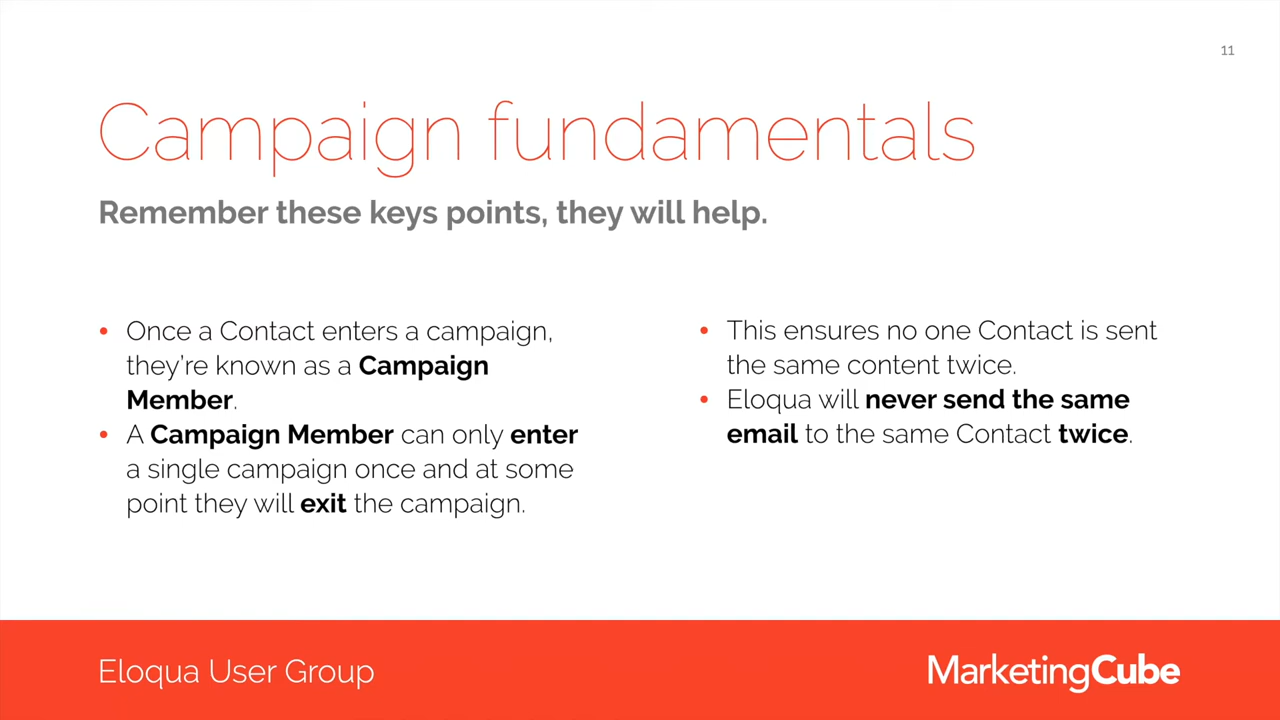 11
Campaign fundamentals
Remember these keys points, they will help.
• Once a Contact enters a campaign,
they're known as a Campaign
Member.
• A Campaign Member can only enter
a single campaign once and at some
point they will exit the campaign.
• This ensures no one Contact is sent
the same content twice.
• Eloqua will never send the same
email to the same Contact twice.
Eloqua User Group
MarketingCube